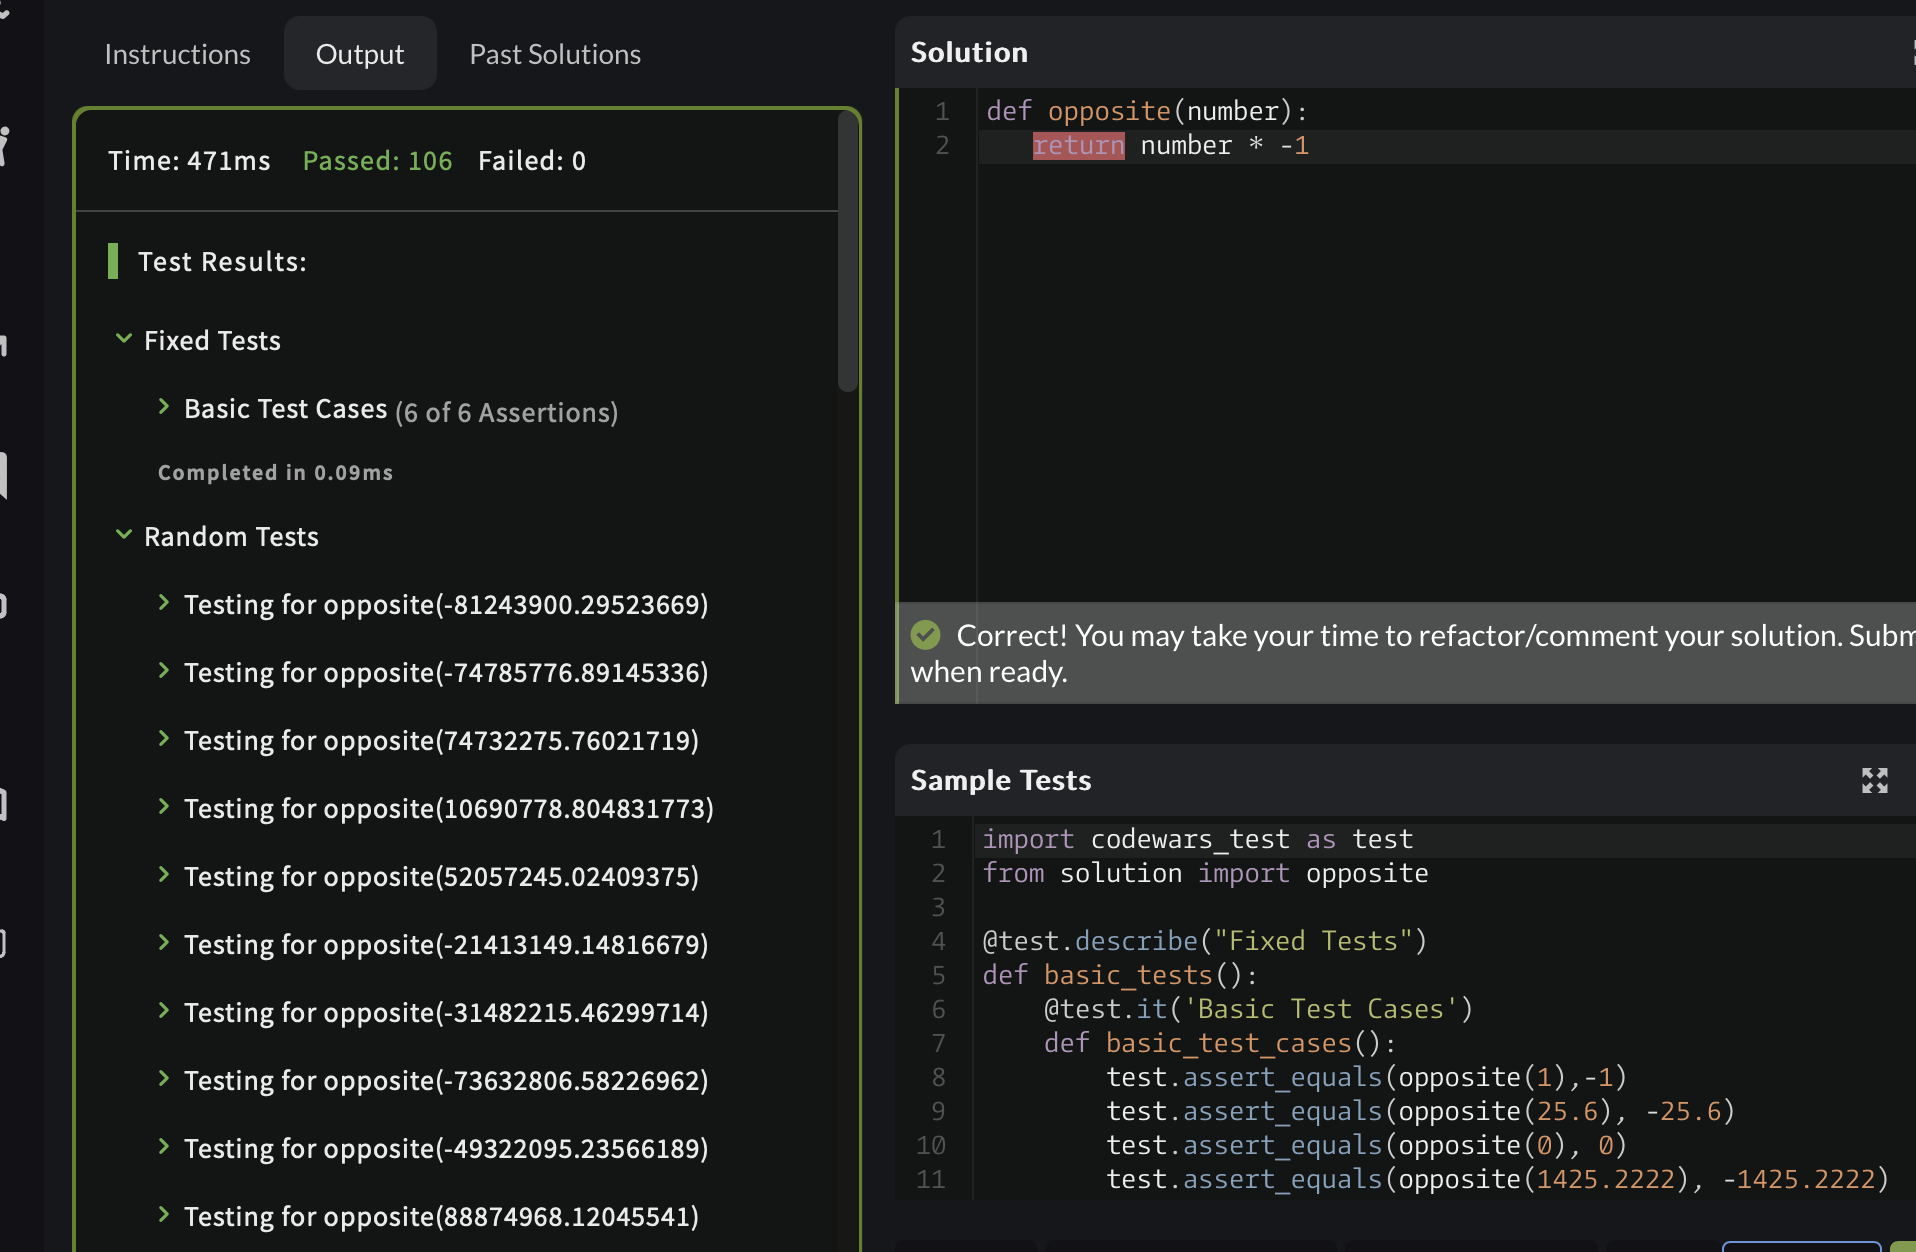 Instructions
Output
Past Solutions
Time: 471ms Passed: 106 Failed: 0
Test Results:
Fixed Tests
Basic Test Cases (6 of 6 Assertions)
Completed in 0.09ms
Random Tests
Testing for opposite(-81243900.29523669)
Testing for opposite(-74785776.89145336)
Testing for opposite(74732275.76021719)
Testing for opposite(10690778.804831773)
Testing for opposite(52057245.02409375)
Testing for opposite(-21413149.14816679)
Testing for opposite(-31482215.46299714)
Testing for opposite(-73632806.58226962)
Testing for opposite(-49322095.23566189)
Testing for opposite(88874968.12045541)
Solution
1 def opposite(number):
2     return number * -1
Correct! You may take your time to refactor/comment your solution. Subm
when ready.
Sample Tests
1 import codewars_test as test
2 from solution import opposite
3
4 @test.describe("Fixed Tests")
5 def basic_tests():
6     @test.it('Basic Test Cases')
7     def basic_test_cases():
8         test.assert_equals(opposite(1),-1)
9         test.assert_equals(opposite(25.6), -25.6)
10         test.assert_equals(opposite(0), 0)
11         test.assert_equals(opposite(1425.2222), -1425.2222)